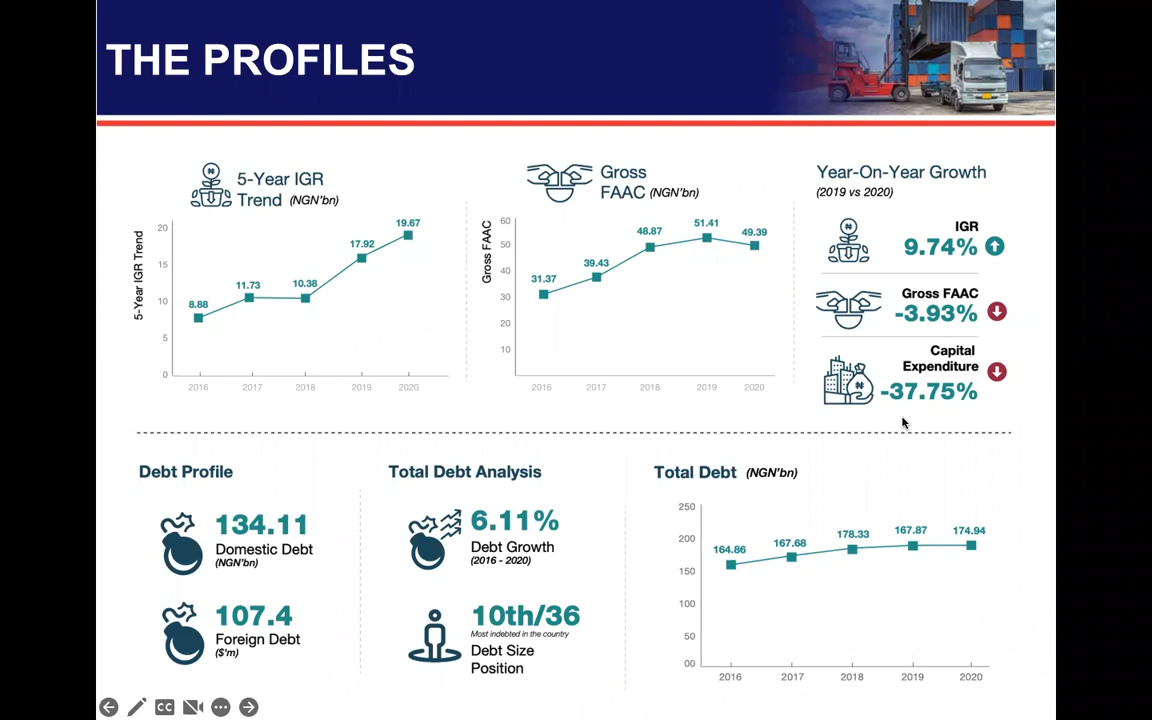 THE PROFILES
5-Year IGR
Trend (NGN'bn)
5-Year IGR Trend
20
15
10
5
0
8.88
11.73
10.38
17.92
19.67
2016
2017
2018
2019
2020
Gross
FAAC (NGN'bn)
Gross FAAC
60
50
40
30
20
10
31.37
39.43
48.87
51.41
49.39
2016
2017
2018
2019
2020
Year-On-Year Growth
(2019 vs 2020)
IGR
9.74%
Gross FAAC
-3.93%
Capital
Expenditure
-37.75%
Debt Profile
134.11
Domestic Debt
(NGN'bn)
107.4
Foreign Debt
($'m)
Total Debt Analysis
6.11%
Debt Growth
(2016 - 2020)
10th/36
Most indebted in the country
Debt Size
Position
Total Debt (NGN'bn)
250
200
150
100
50
00
164.86
167.68
178.33
167.87
174.94
2016
2017
2018
2019
2020
CC